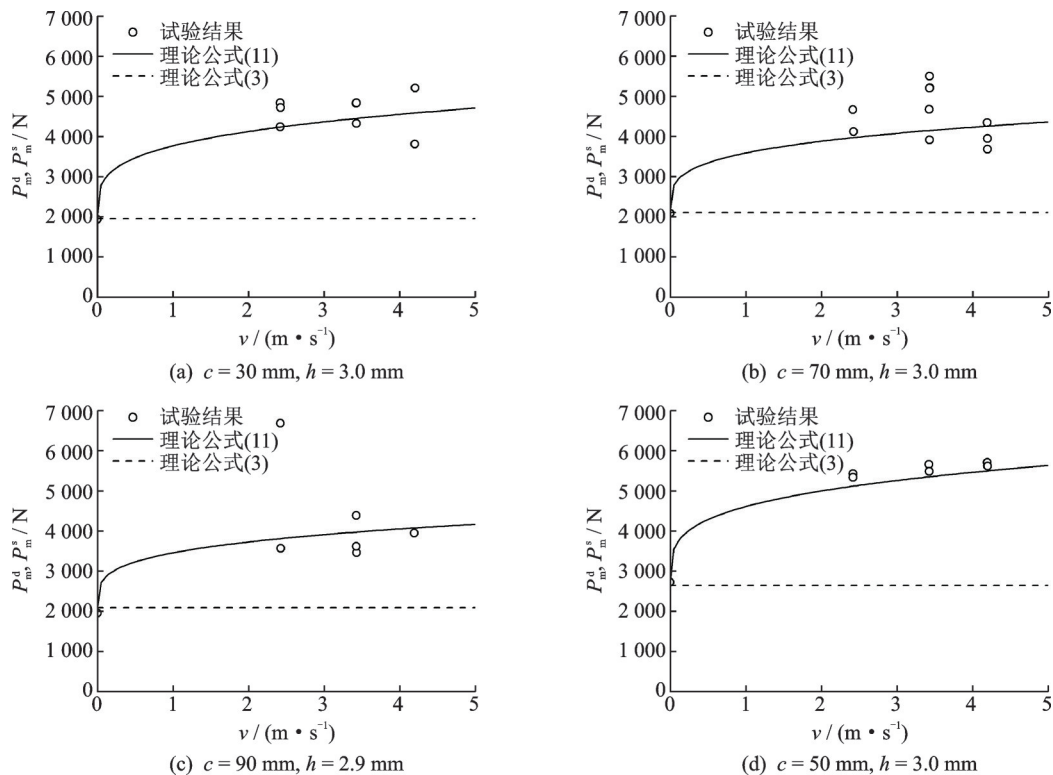 7 000
6 000
5 000
4 000
3 000
2 000
1 000
0
P_m^d, P_m^s / N
试验结果
理论公式(11)
理论公式(3)
0 1 2 3 4 5
v / (m · s⁻¹)
(a) c = 30 mm, h = 3.0 mm
7 000
6 000
5 000
4 000
3 000
2 000
1 000
0
P_m^d, P_m^s / N
试验结果
理论公式(11)
理论公式(3)
0 1 2 3 4 5
v / (m · s⁻¹)
(b) c = 70 mm, h = 3.0 mm
7 000
6 000
5 000
4 000
3 000
2 000
1 000
0
P_m^d, P_m^s / N
试验结果
理论公式(11)
理论公式(3)
0 1 2 3 4 5
v / (m · s⁻¹)
(c) c = 90 mm, h = 2.9 mm
7 000
6 000
5 000
4 000
3 000
2 000
1 000
0
P_m^d, P_m^s / N
试验结果
理论公式(11)
理论公式(3)
0 1 2 3 4 5
v / (m · s⁻¹)
(d) c = 50 mm, h = 3.0 mm